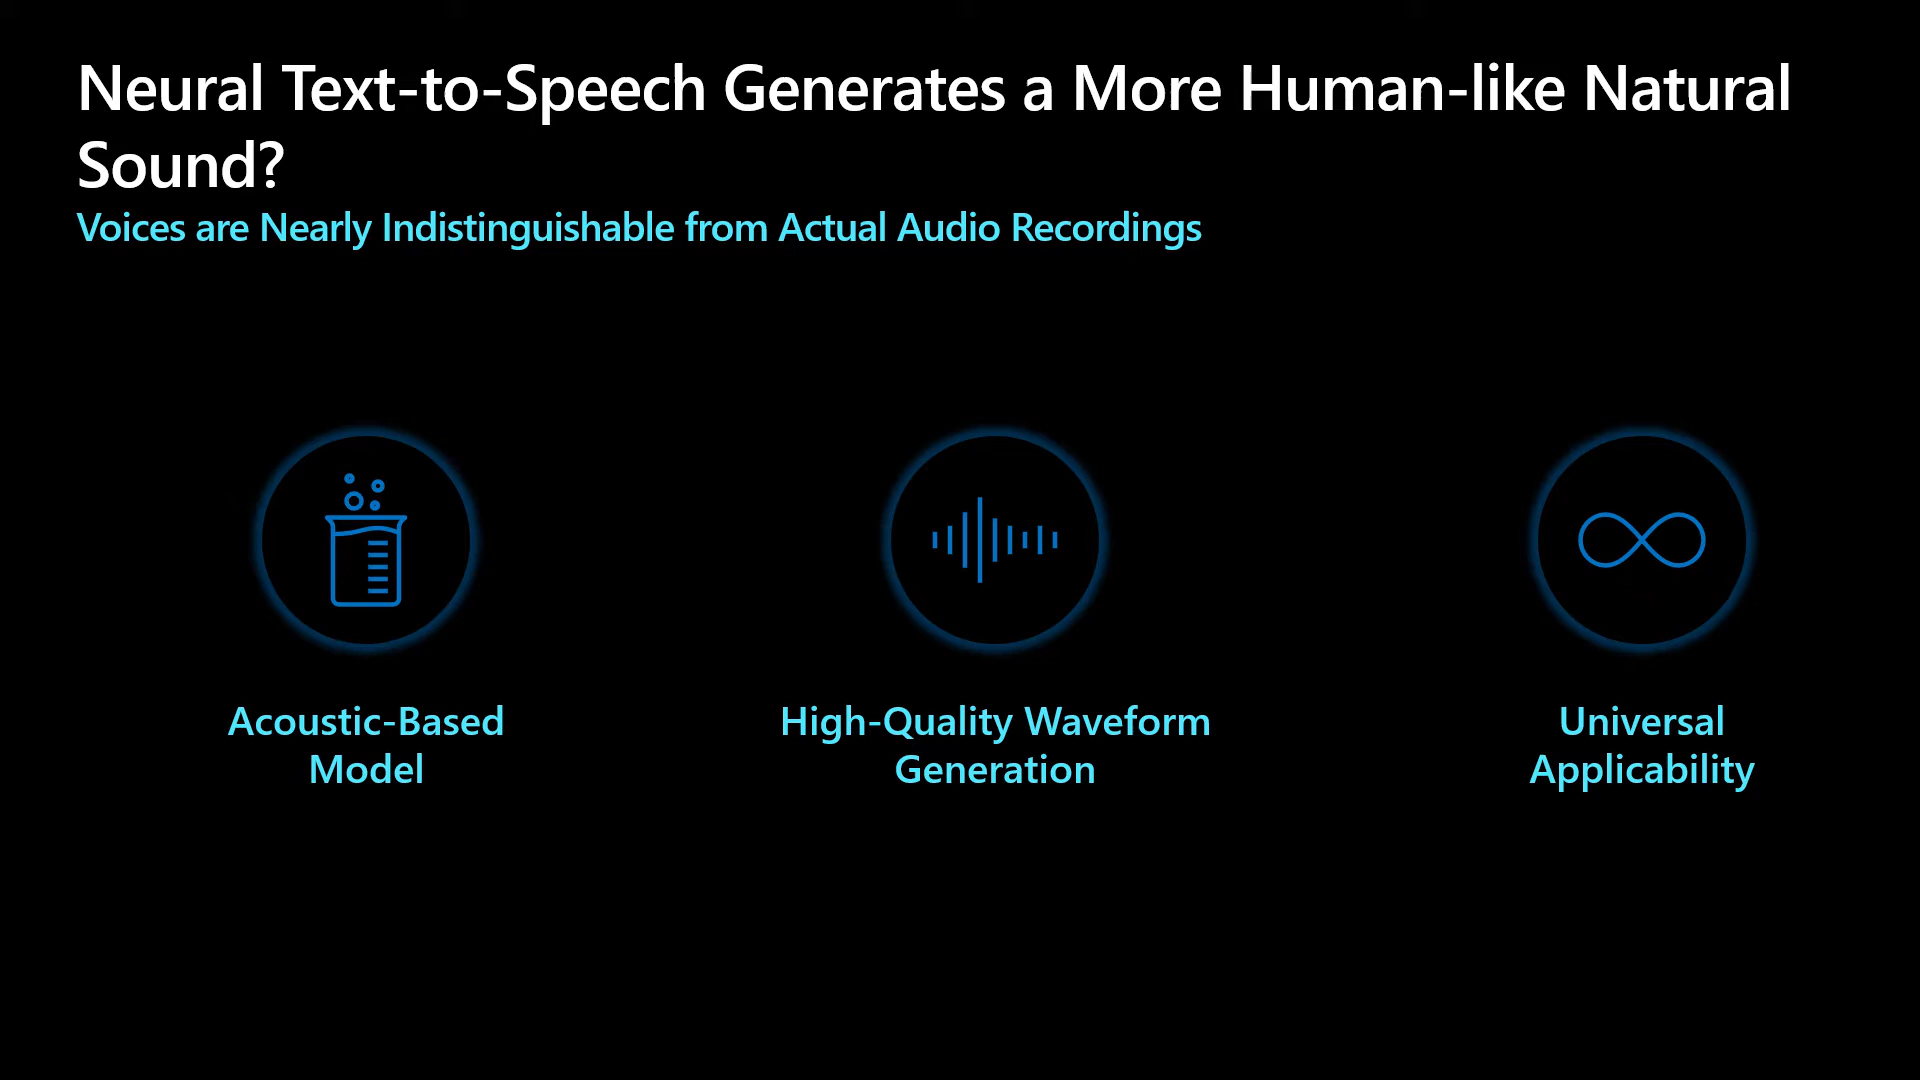 Neural Text-to-Speech Generates a More Human-like Natural
Sound?
Voices are Nearly Indistinguishable from Actual Audio Recordings
Acoustic-Based
Model
High-Quality Waveform
Generation
Universal
Applicability